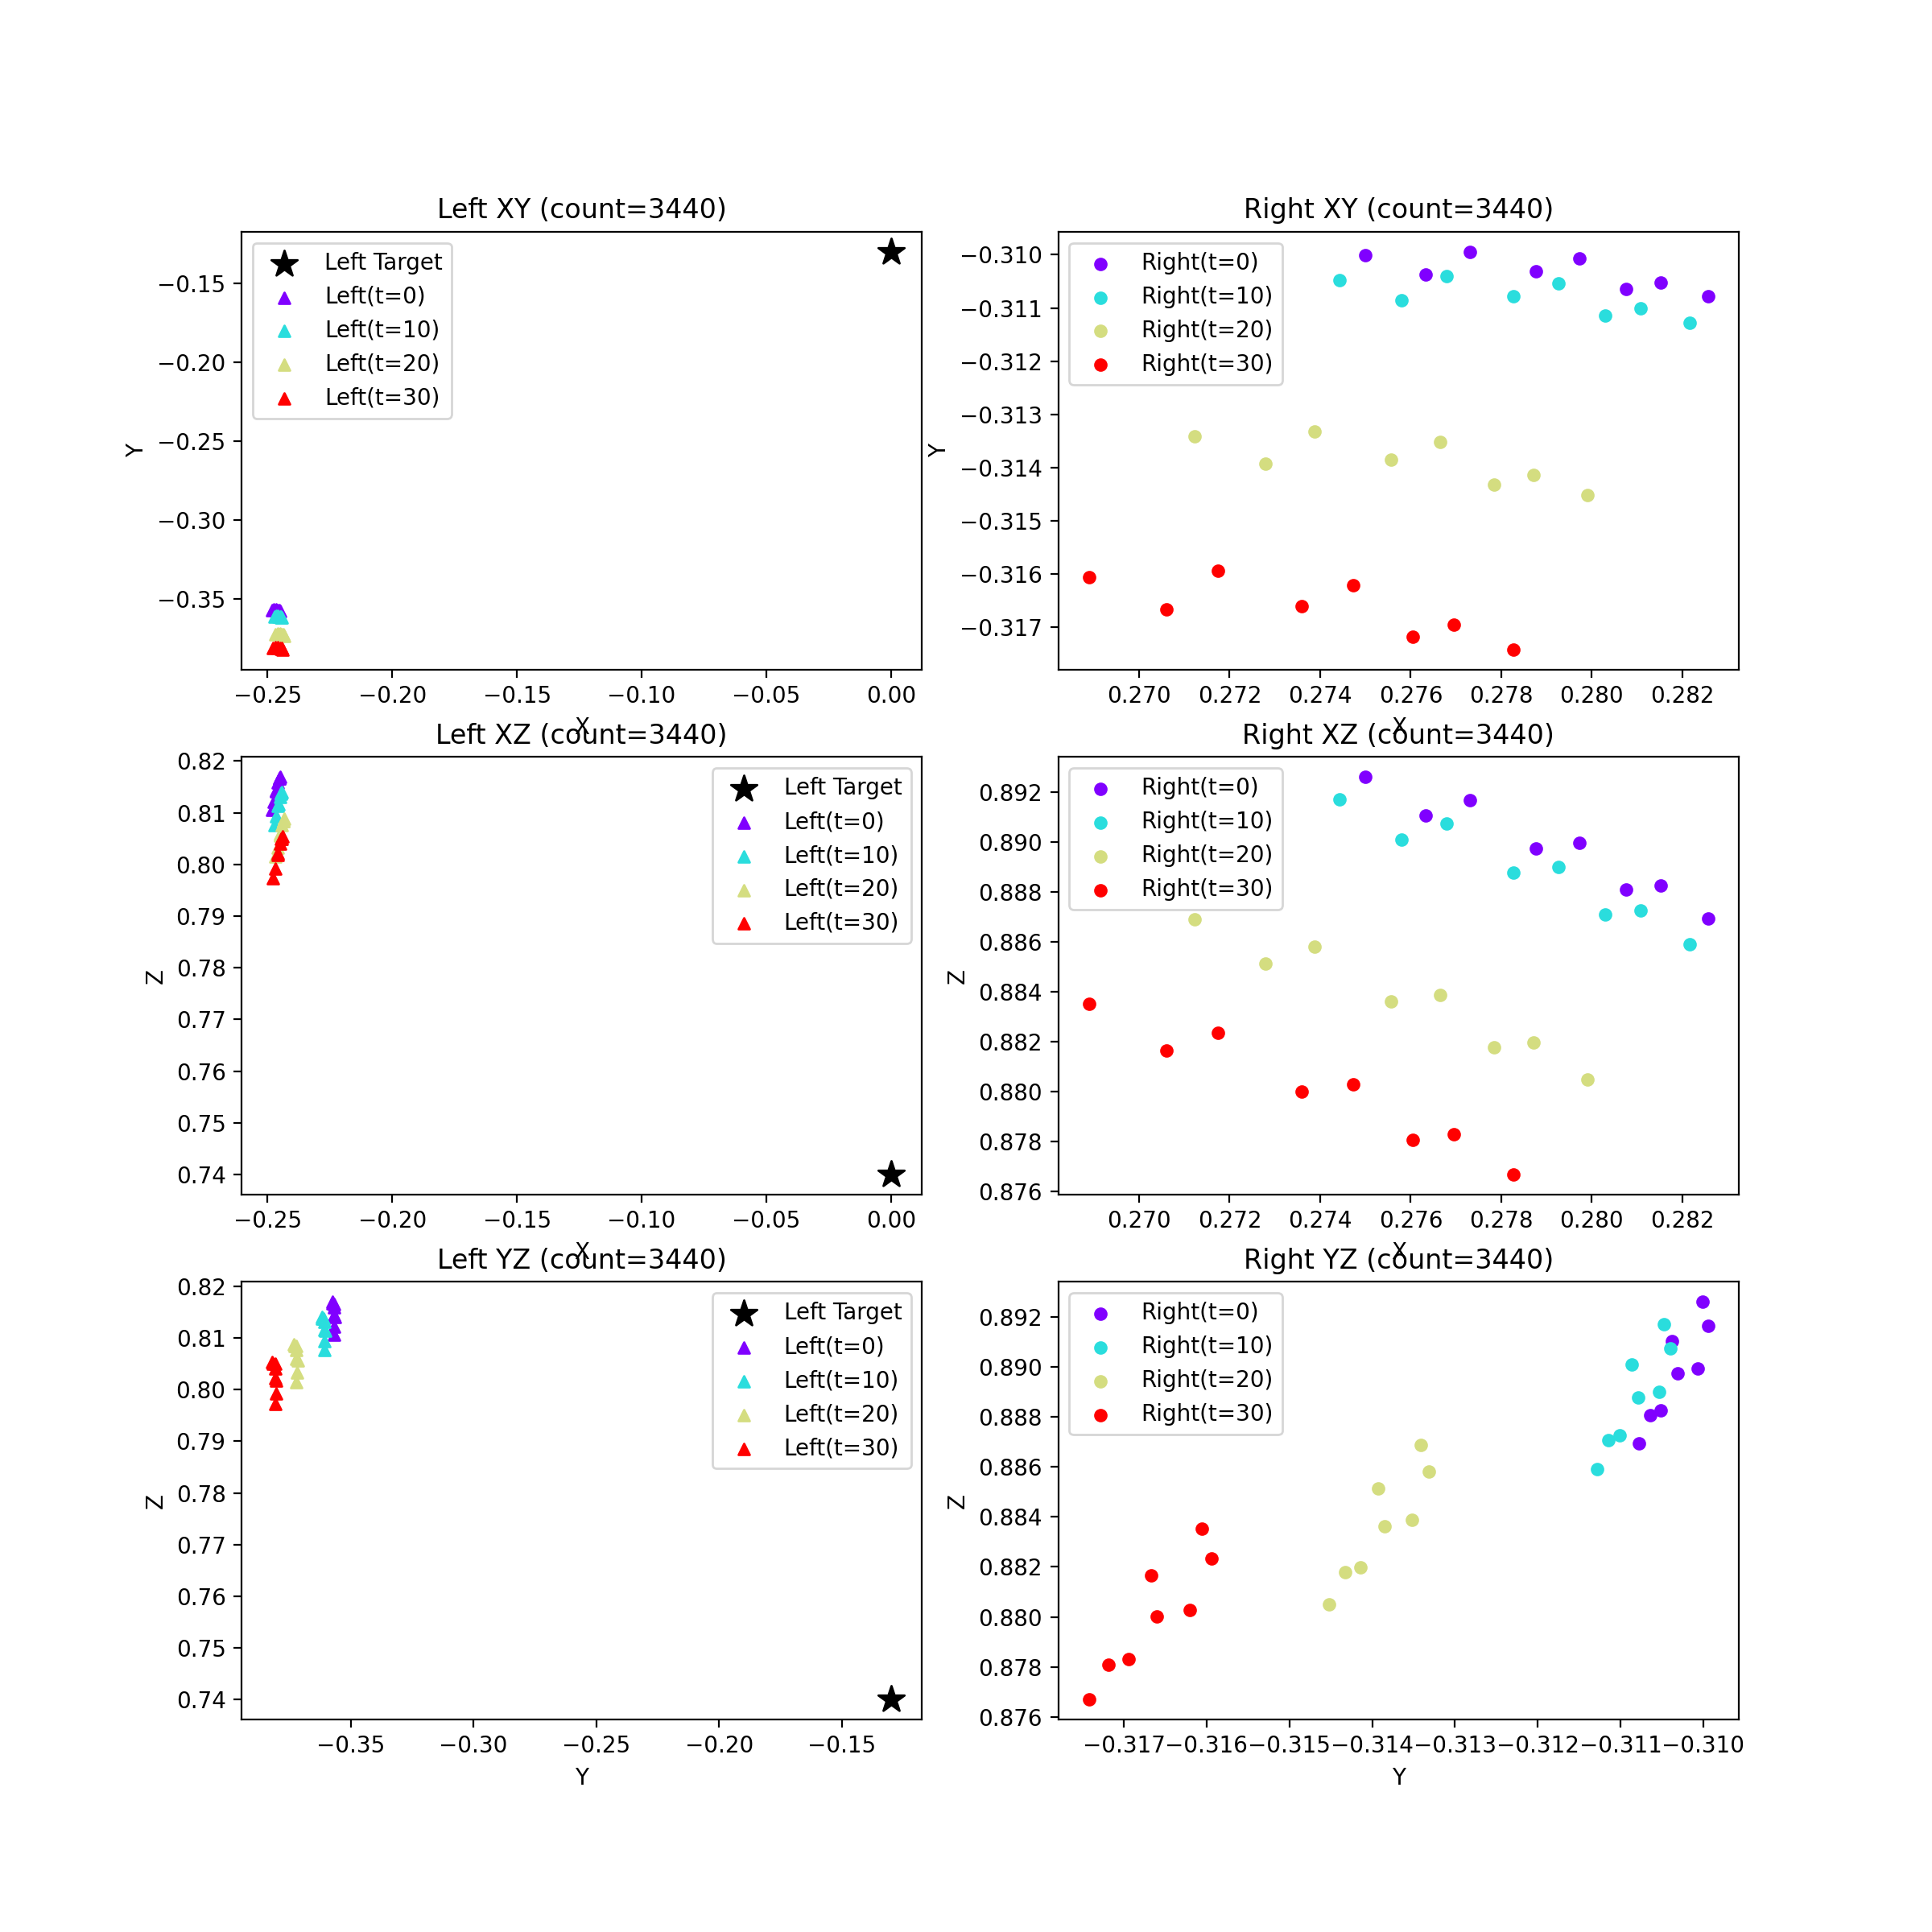 Left XY (count=3440)
Left Target
Left(t=0)
Left(t=10)
Left(t=20)
Left(t=30)
Y
−0.15
−0.20
−0.25
−0.30
−0.35
−0.25 −0.20 −0.15 −0.10 −0.05 0.00
X
Right XY (count=3440)
Right(t=0)
Right(t=10)
Right(t=20)
Right(t=30)
Y
−0.310
−0.311
−0.312
−0.313
−0.314
−0.315
−0.316
−0.317
0.270 0.272 0.274 0.276 0.278 0.280 0.282
X
Left XZ (count=3440)
Left Target
Left(t=0)
Left(t=10)
Left(t=20)
Left(t=30)
Z
0.82
0.81
0.80
0.79
0.78
0.77
0.76
0.75
0.74
−0.25 −0.20 −0.15 −0.10 −0.05 0.00
X
Right XZ (count=3440)
Right(t=0)
Right(t=10)
Right(t=20)
Right(t=30)
Z
0.892
0.890
0.888
0.886
0.884
0.882
0.880
0.878
0.876
0.270 0.272 0.274 0.276 0.278 0.280 0.282
X
Left YZ (count=3440)
Left Target
Left(t=0)
Left(t=10)
Left(t=20)
Left(t=30)
Z
0.82
0.81
0.80
0.79
0.78
0.77
0.76
0.75
0.74
−0.35 −0.30 −0.25 −0.20 −0.15
Y
Right YZ (count=3440)
Right(t=0)
Right(t=10)
Right(t=20)
Right(t=30)
Z
0.892
0.890
0.888
0.886
0.884
0.882
0.880
0.878
0.876
−0.317 −0.316 −0.315 −0.314 −0.313 −0.312 −0.311 −0.310
Y